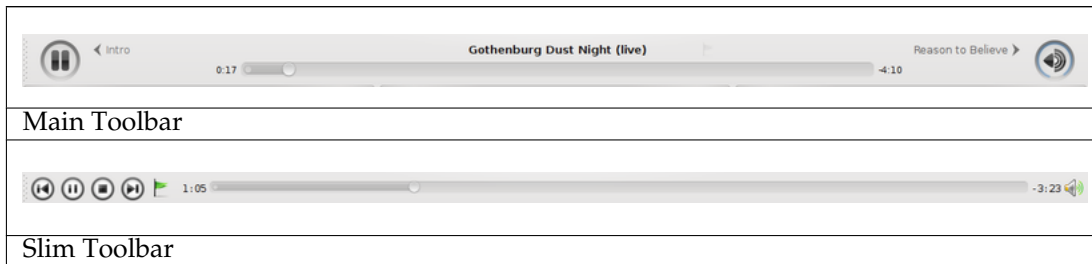 Intro
Gothenburg Dust Night (live)
Reason to Believe
0:17
-4:10
Main Toolbar
1:05
-3:23
Slim Toolbar